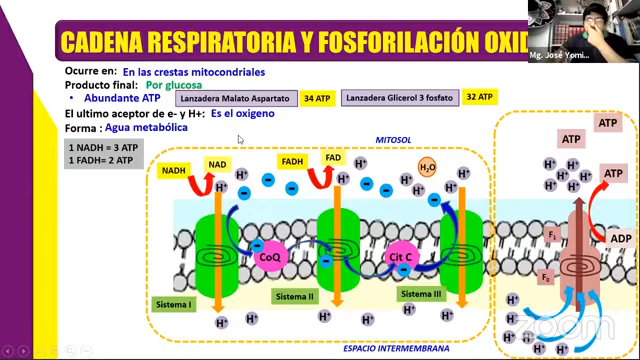 CADENA RESPIRATORIA Y FOSFORILACIÓN OXID
Mg. José Yomi
Ocurre en: En las crestas mitocondriales
Producto final: Por glucosa
• Abundante ATP
Lanzadera Malato Aspartato 34 ATP
Lanzadera Glicerol 3 fosfato 32 ATP
El ultimo aceptor de e- y H+: Es el oxigeno
Forma : Agua metabólica
1 NADH = 3 ATP
1 FADH= 2 ATP
MITOSOL
NADH
NAD
FADH
FAD
H₂O
H⁺ H⁺ H⁺ H⁺ H⁺ H⁺ H⁺ H⁺ H⁺
CoQ
Cit C
Sistema I
Sistema II
Sistema III
H⁺ H⁺ H⁺ H⁺ H⁺ H⁺
ESPACIO INTERMEMBRANA
ATP
ATP
ATP
ADP
H⁺ H⁺ H⁺ H⁺ H⁺ H⁺ H⁺
F₁
F₀
H⁺ H⁺ H⁺ H⁺ H⁺
zoom